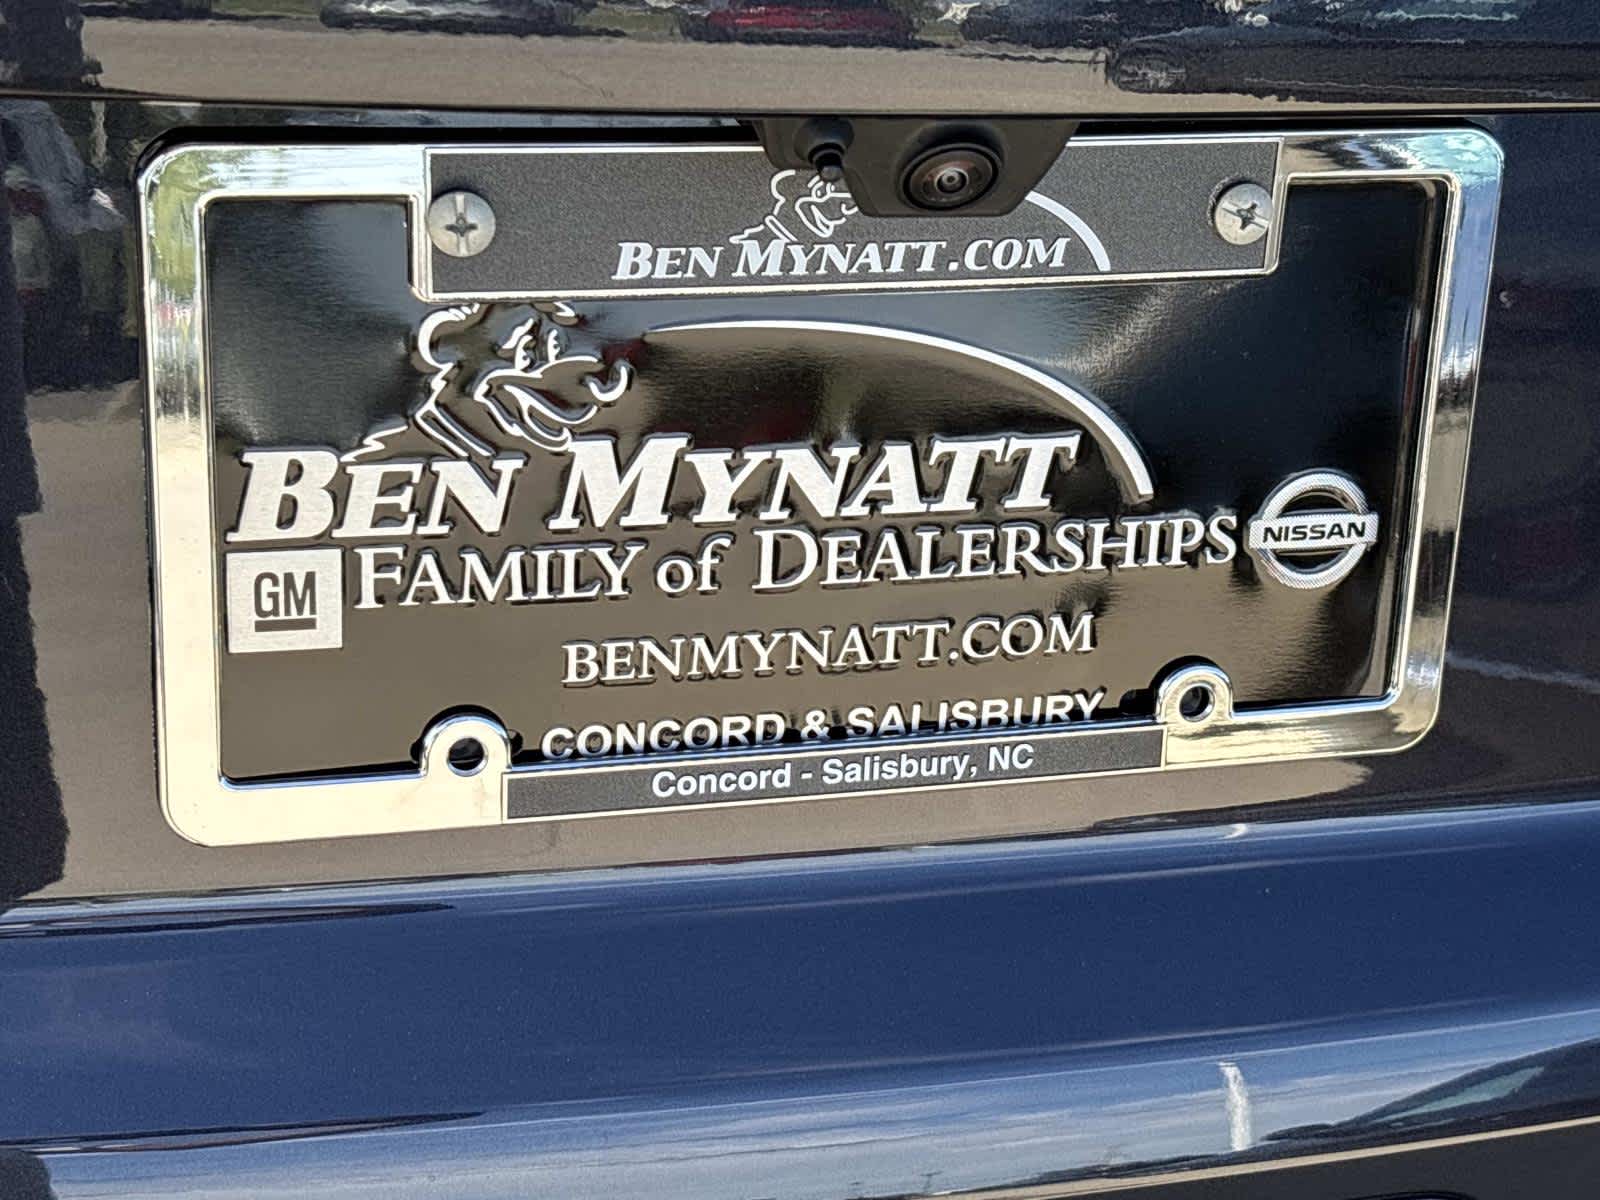 BEN MYNATT.COM
BEN MYNATT
GM
FAMILY of DEALERSHIPS
NISSAN
BENMYNATT.COM
CONCORD & SALISBURY
Concord - Salisbury, NC